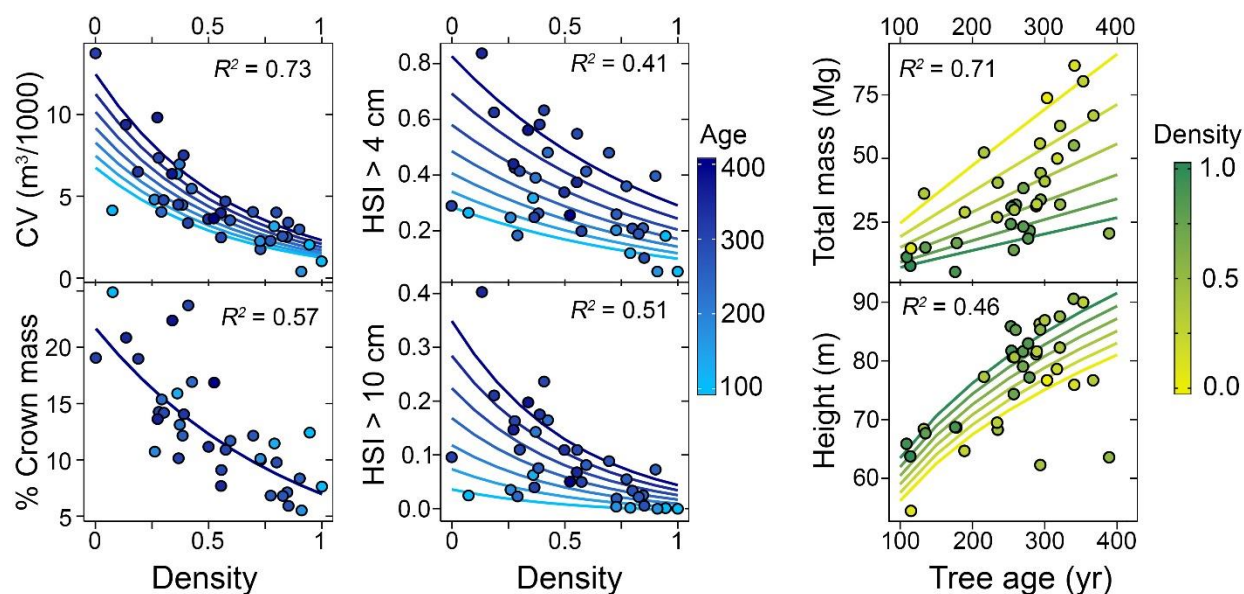 0 0.5 1
0 0.5 1
100 200 300 400
CV (m³/1000)
10
5
0
R² = 0.73
HSI > 4 cm
0.8
0.6
0.4
0.2
R² = 0.41
Age
400
300
200
100
Total mass (Mg)
75
50
25
R² = 0.71
Density
1.0
0.5
0.0
% Crown mass
20
15
10
5
R² = 0.57
HSI > 10 cm
0.4
0.3
0.2
0.1
0.0
R² = 0.51
Height (m)
90
80
70
60
R² = 0.46
0 0.5 1
0 0.5 1
100 200 300 400
Density
Density
Tree age (yr)